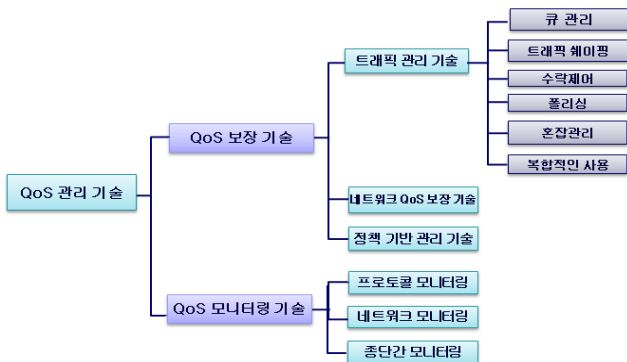 QoS 관리 기술
QoS 보장 기술
트래픽 관리 기술
큐 관리
트래픽 쉐이핑
수락제어
폴리싱
혼잡관리
복합적인 사용
네트워크 QoS 보장 기술
정책 기반 관리 기술
QoS 모니터링 기술
프로토콜 모니터링
네트워크 모니터링
종단간 모니터링